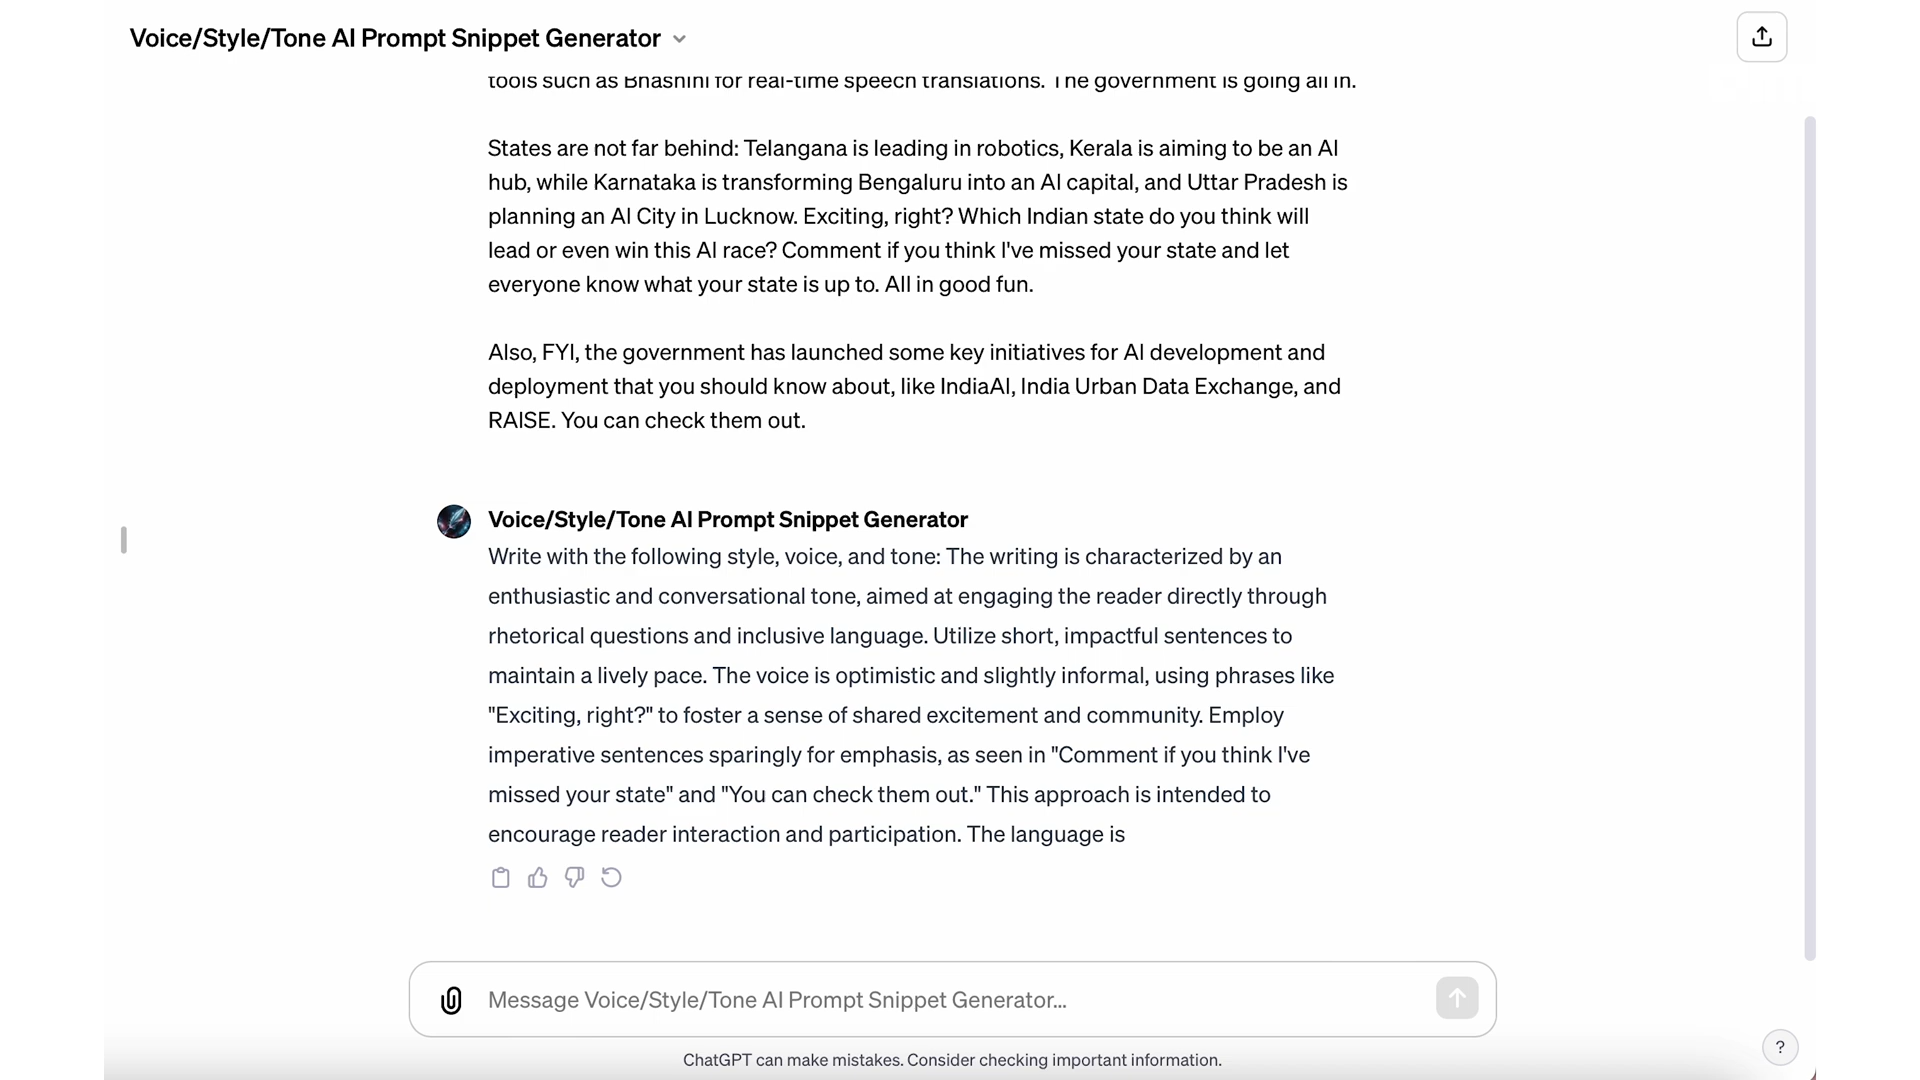 Voice/Style/Tone AI Prompt Snippet Generator
tools such as Bhashini for real-time speech translations. The government is going all in.
States are not far behind: Telangana is leading in robotics, Kerala is aiming to be an AI
hub, while Karnataka is transforming Bengaluru into an AI capital, and Uttar Pradesh is
planning an AI City in Lucknow. Exciting, right? Which Indian state do you think will
lead or even win this AI race? Comment if you think I've missed your state and let
everyone know what your state is up to. All in good fun.
Also, FYI, the government has launched some key initiatives for AI development and
deployment that you should know about, like IndiaAI, India Urban Data Exchange, and
RAISE. You can check them out.
Voice/Style/Tone AI Prompt Snippet Generator
Write with the following style, voice, and tone: The writing is characterized by an
enthusiastic and conversational tone, aimed at engaging the reader directly through
rhetorical questions and inclusive language. Utilize short, impactful sentences to
maintain a lively pace. The voice is optimistic and slightly informal, using phrases like
"Exciting, right?" to foster a sense of shared excitement and community. Employ
imperative sentences sparingly for emphasis, as seen in "Comment if you think I've
missed your state" and "You can check them out." This approach is intended to
encourage reader interaction and participation. The language is
Message Voice/Style/Tone AI Prompt Snippet Generator...
ChatGPT can make mistakes. Consider checking important information.
?